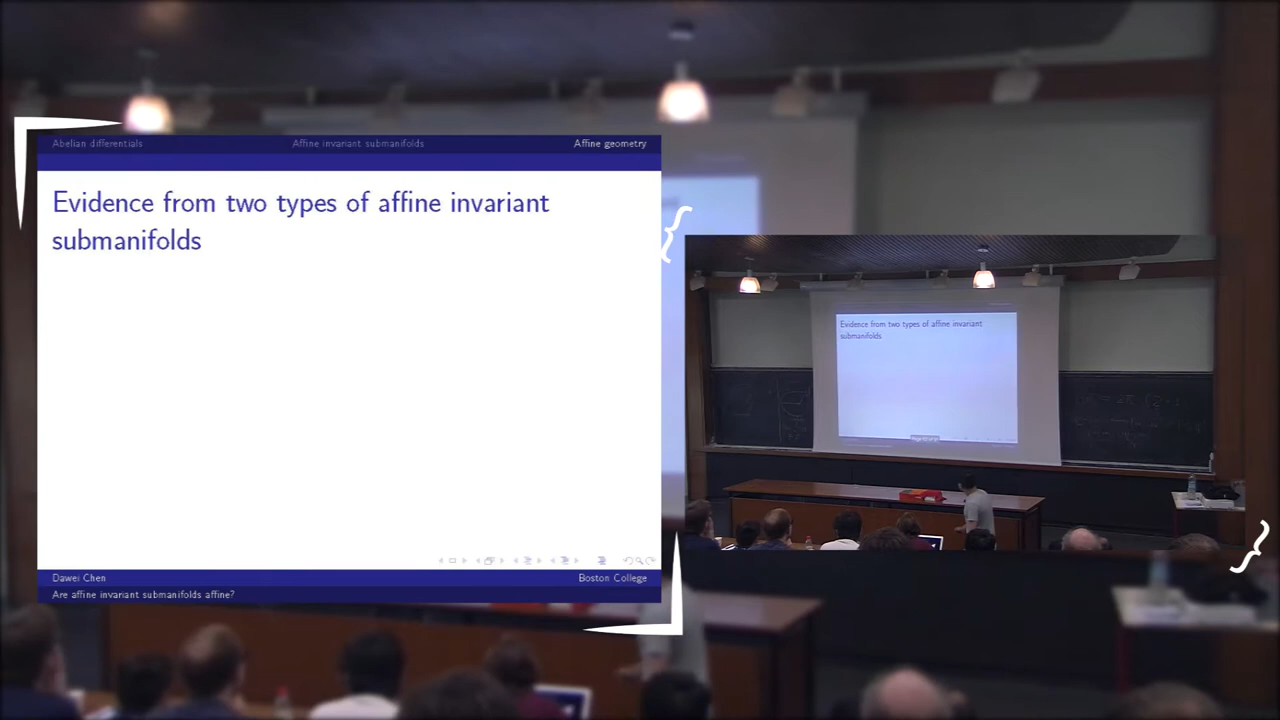 Abelian differentials
Affine invariant submanifolds
Affine geometry
Evidence from two types of affine invariant
submanifolds
Dawei Chen
Boston College
Are affine invariant submanifolds affine?
Evidence from two types of affine invariant
submanifolds